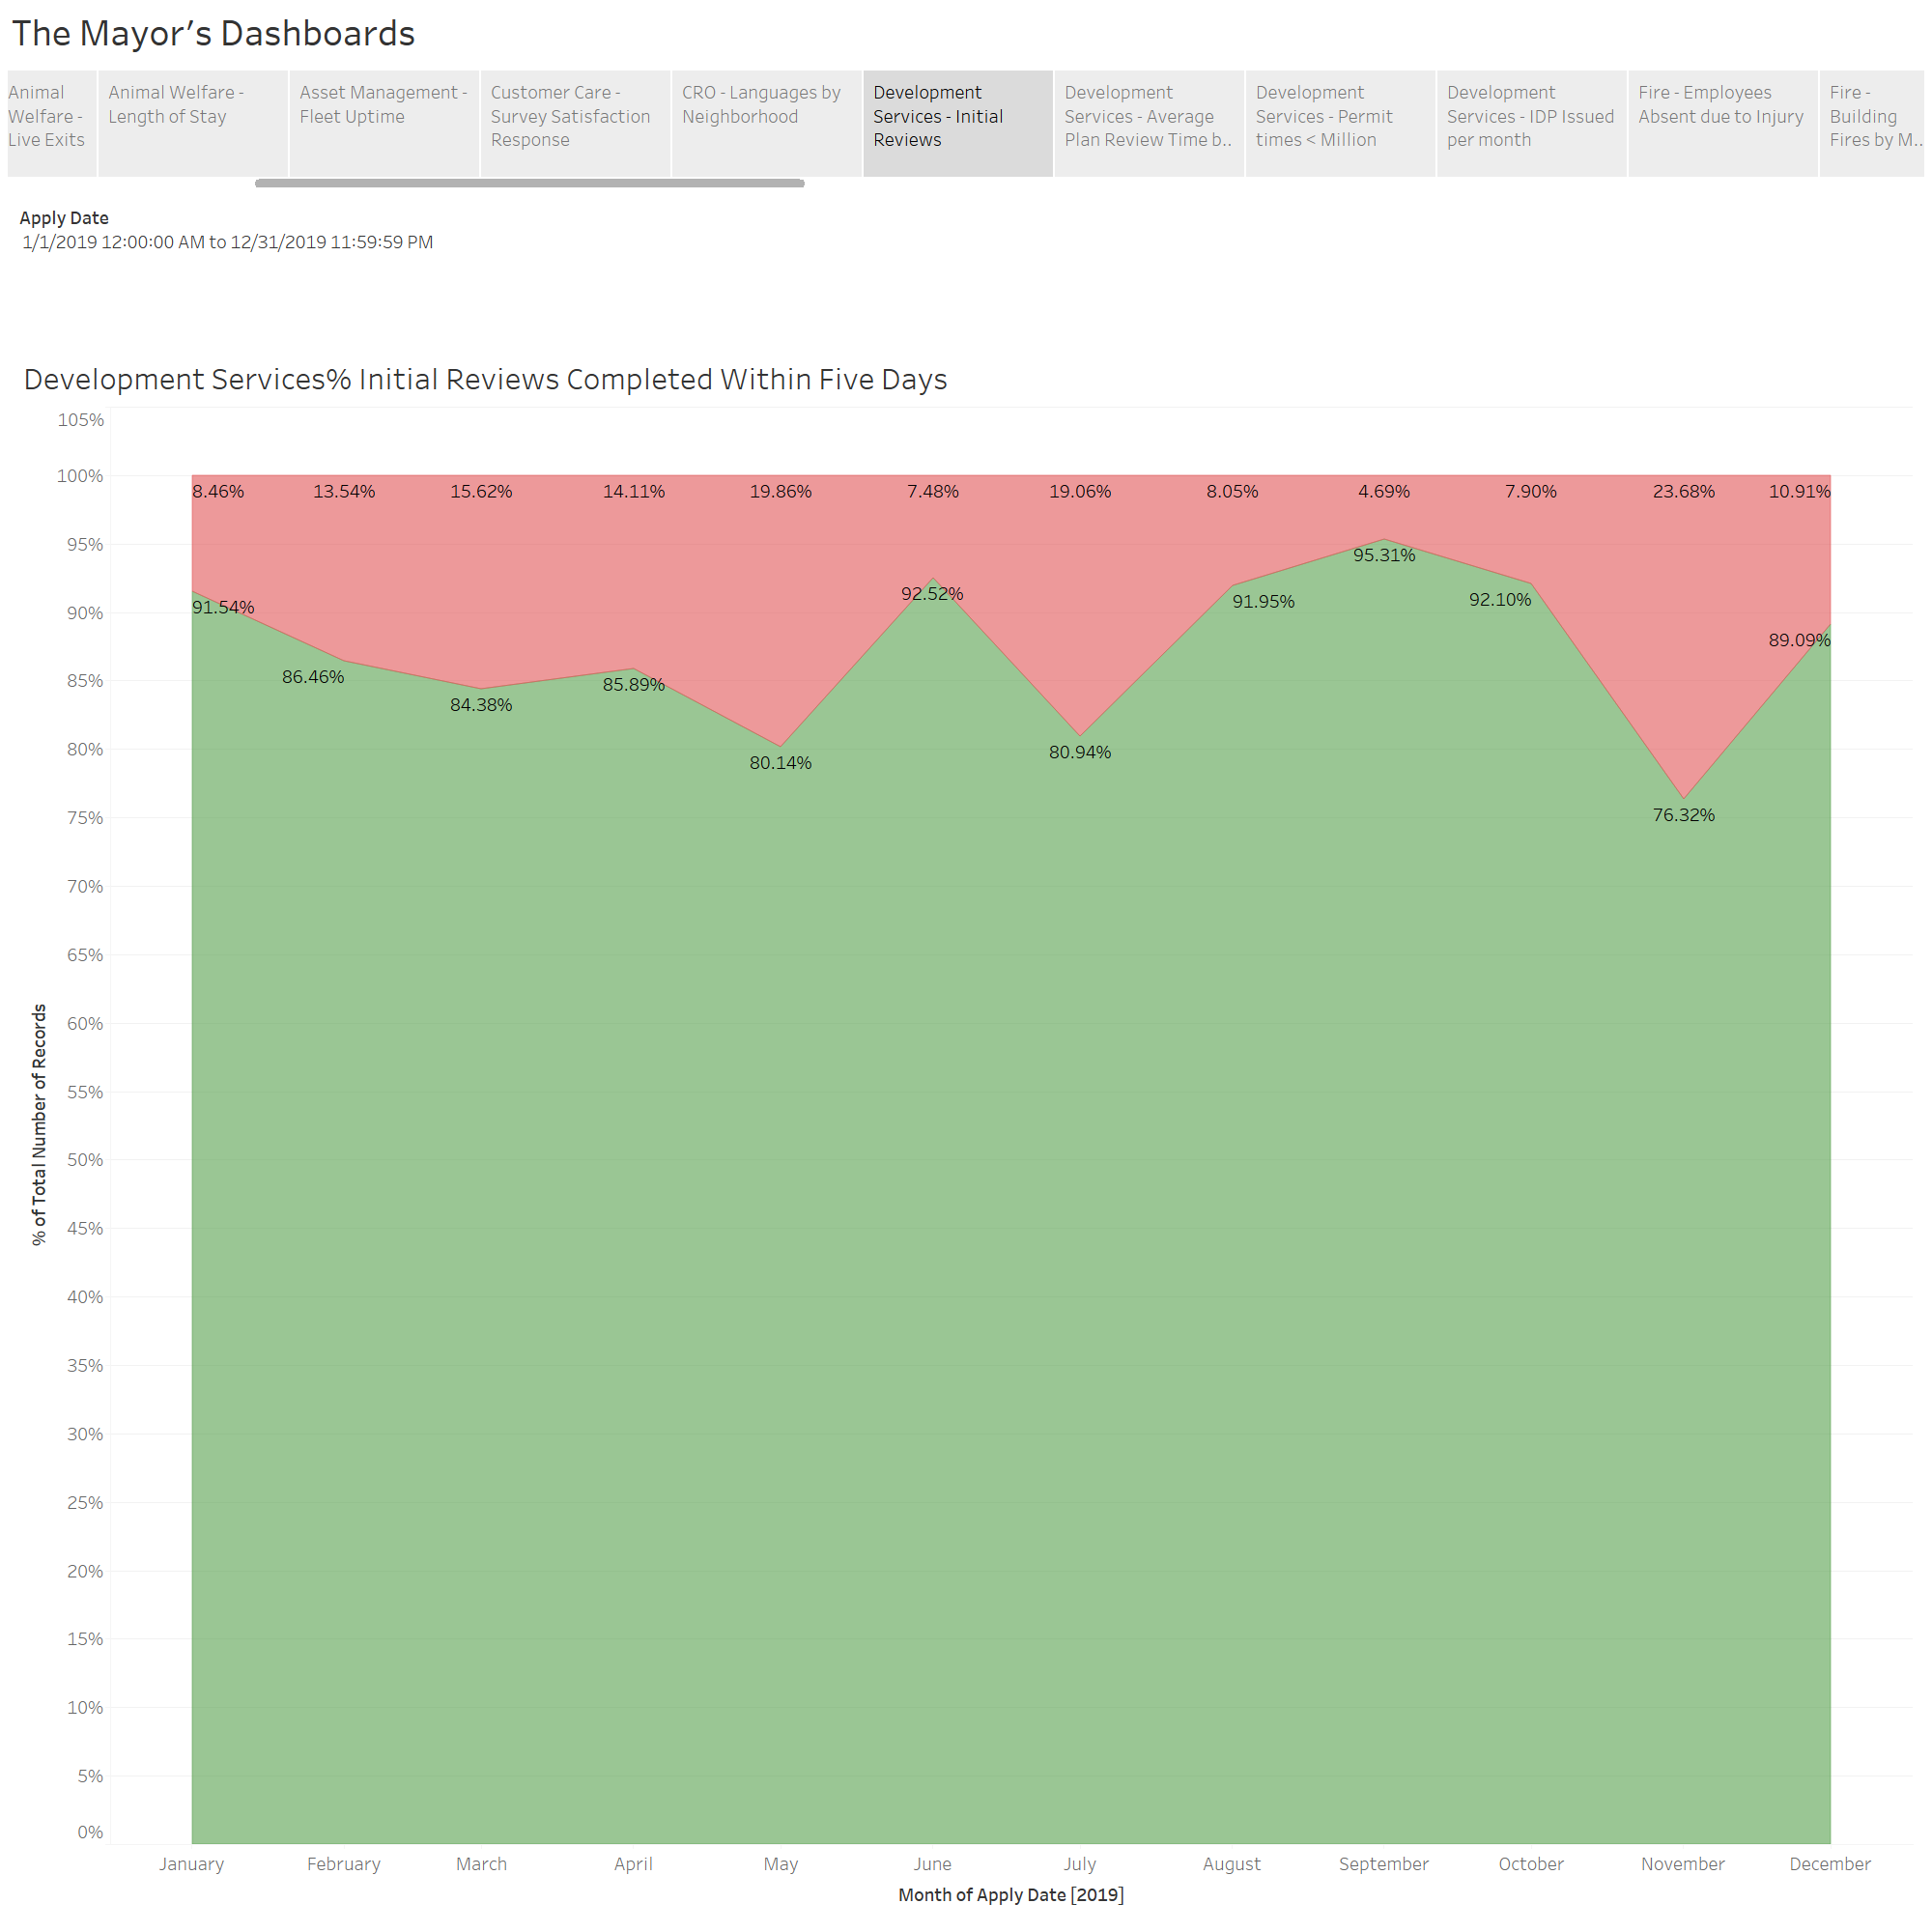 The Mayor’s Dashboards
Animal
Welfare -
Live Exits
Animal Welfare -
Length of Stay
Asset Management -
Fleet Uptime
Customer Care -
Survey Satisfaction
Response
CRO - Languages by
Neighborhood
Development
Services - Initial
Reviews
Development
Services - Average
Plan Review Time b..
Development
Services - Permit
times < Million
Development
Services - IDP Issued
per month
Fire - Employees
Absent due to Injury
Fire -
Building
Fires by M..
Apply Date
1/1/2019 12:00:00 AM to 12/31/2019 11:59:59 PM
Development Services% Initial Reviews Completed Within Five Days
% of Total Number of Records
105%
100%
95%
90%
85%
80%
75%
70%
65%
60%
55%
50%
45%
40%
35%
30%
25%
20%
15%
10%
5%
0%
8.46% 13.54% 15.62% 14.11% 19.86% 7.48% 19.06% 8.05% 4.69% 7.90% 23.68% 10.91%
91.54% 86.46% 84.38% 85.89% 80.14% 92.52% 80.94% 91.95% 95.31% 92.10% 76.32% 89.09%
January February March April May June July August September October November December
Month of Apply Date [2019]